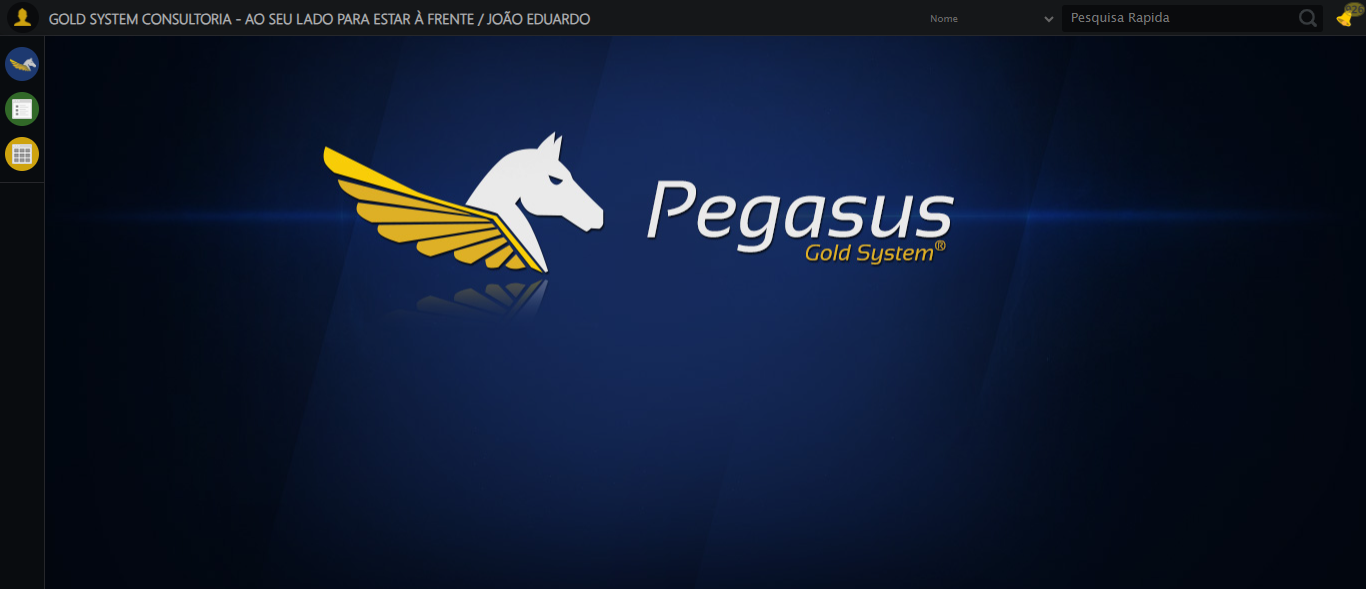 GOLD SYSTEM CONSULTORIA - AO SEU LADO PARA ESTAR À FRENTE / JOÃO EDUARDO
Nome
Pesquisa Rapida
Pegasus
Gold System®